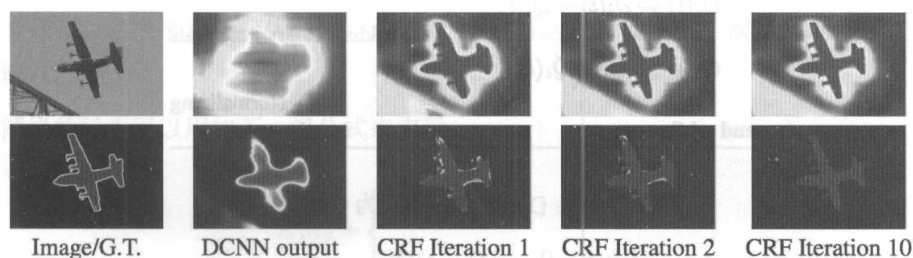 Image/G.T.
DCNN output
CRF Iteration 1
CRF Iteration 2
CRF Iteration 10